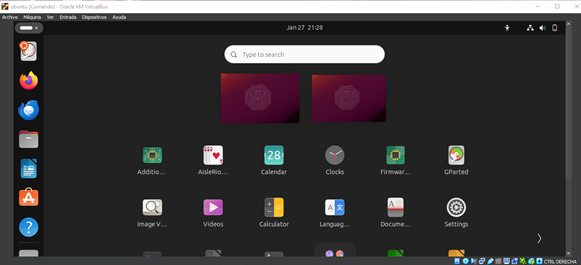 ubuntu [Corriendo] - Oracle VM VirtualBox
Archivo Máquina Ver Entrada Dispositivos Ayuda
Jan 27 21:28
Type to search
Additio... AisleRio... Calendar Clocks Firmwar... GParted
28
Image V... Videos Calculator Languag... Docume... Settings
CTRL DERECHA